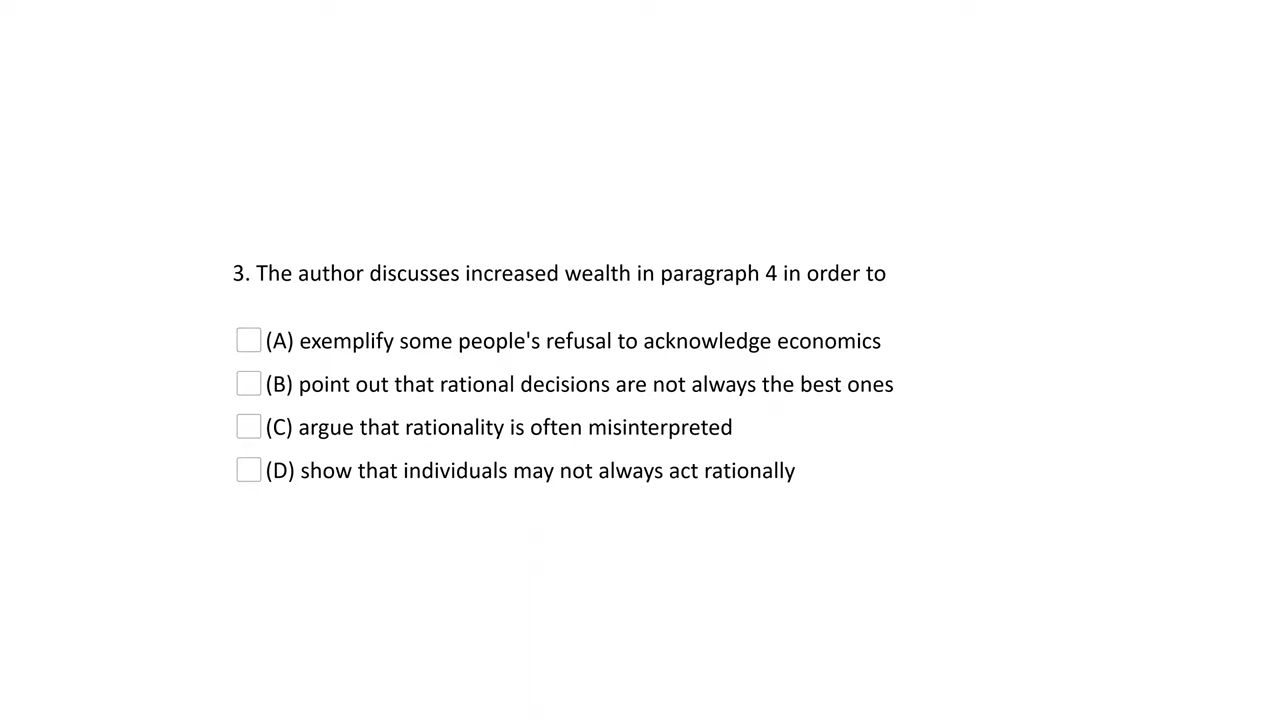 3. The author discusses increased wealth in paragraph 4 in order to
(A) exemplify some people's refusal to acknowledge economics
(B) point out that rational decisions are not always the best ones
(C) argue that rationality is often misinterpreted
(D) show that individuals may not always act rationally